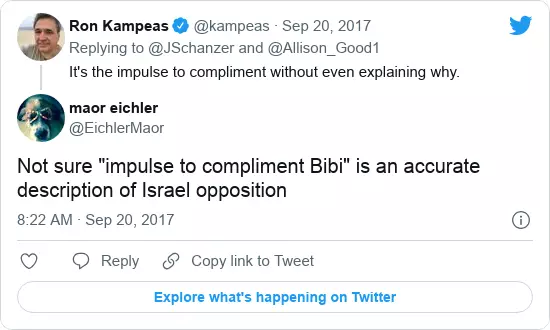 Ron Kampeas @kampeas · Sep 20, 2017
Replying to @JSchanzer and @Allison_Good1
It's the impulse to compliment without even explaining why.
maor eichler
@EichlerMaor
Not sure "impulse to compliment Bibi" is an accurate
description of Israel opposition
8:22 AM · Sep 20, 2017
Reply Copy link to Tweet
Explore what's happening on Twitter